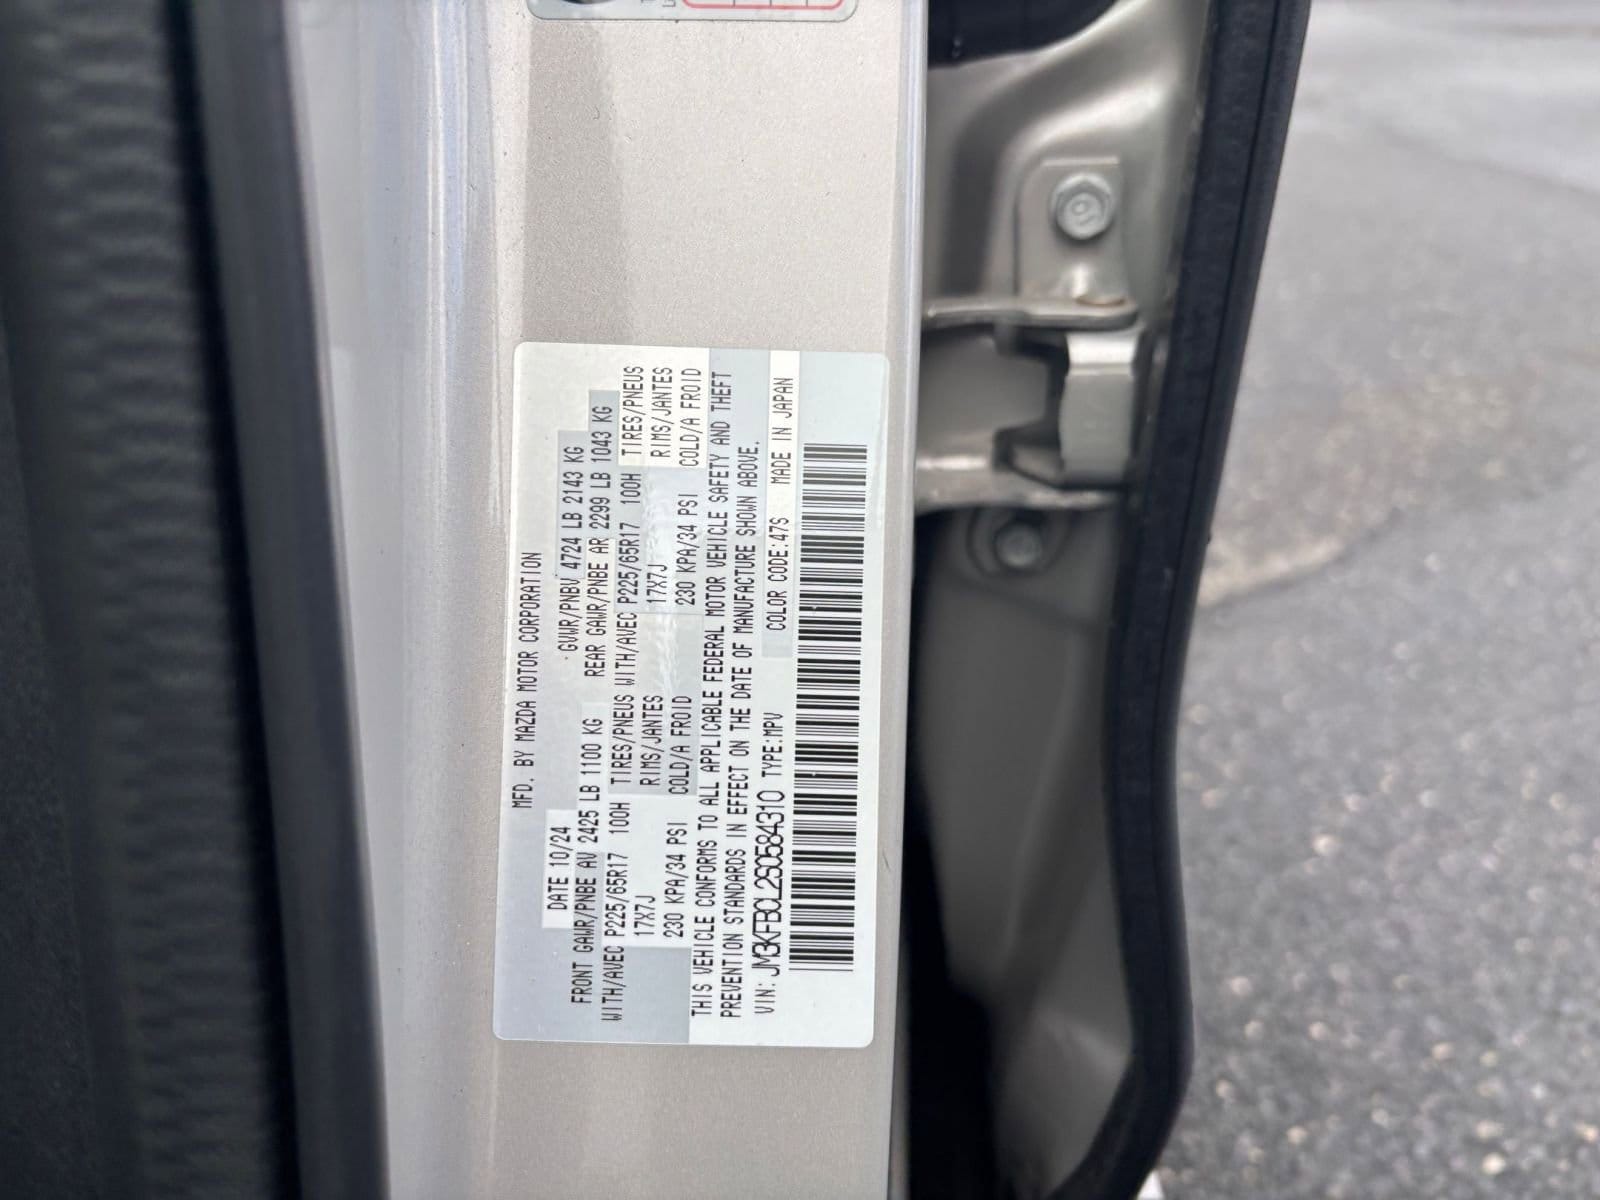 MFD. BY MAZDA MOTOR CORPORATION
DATE 10/24 GVWR/PNBV 4724 LB 2143 KG
FRONT GAWR/PNBE AV 2425 LB 1100 KG REAR GAWR/PNBE AR 2299 LB 1043 KG
WITH/AVEC P225/65R17 100H TIRES/PNEUS WITH/AVEC P225/65R17 100H TIRES/PNEUS
17X7J RIMS/JANTES 17X7J RIMS/JANTES
230 KPA/34 PSI COLD/A FROID 230 KPA/34 PSI COLD/A FROID
THIS VEHICLE CONFORMS TO ALL APPLICABLE FEDERAL MOTOR VEHICLE SAFETY AND THEFT
PREVENTION STANDARDS IN EFFECT ON THE DATE OF MANUFACTURE SHOWN ABOVE.
VIN: JM3KFBCL2S0584310 TYPE:MPV COLOR CODE:47S MADE IN JAPAN